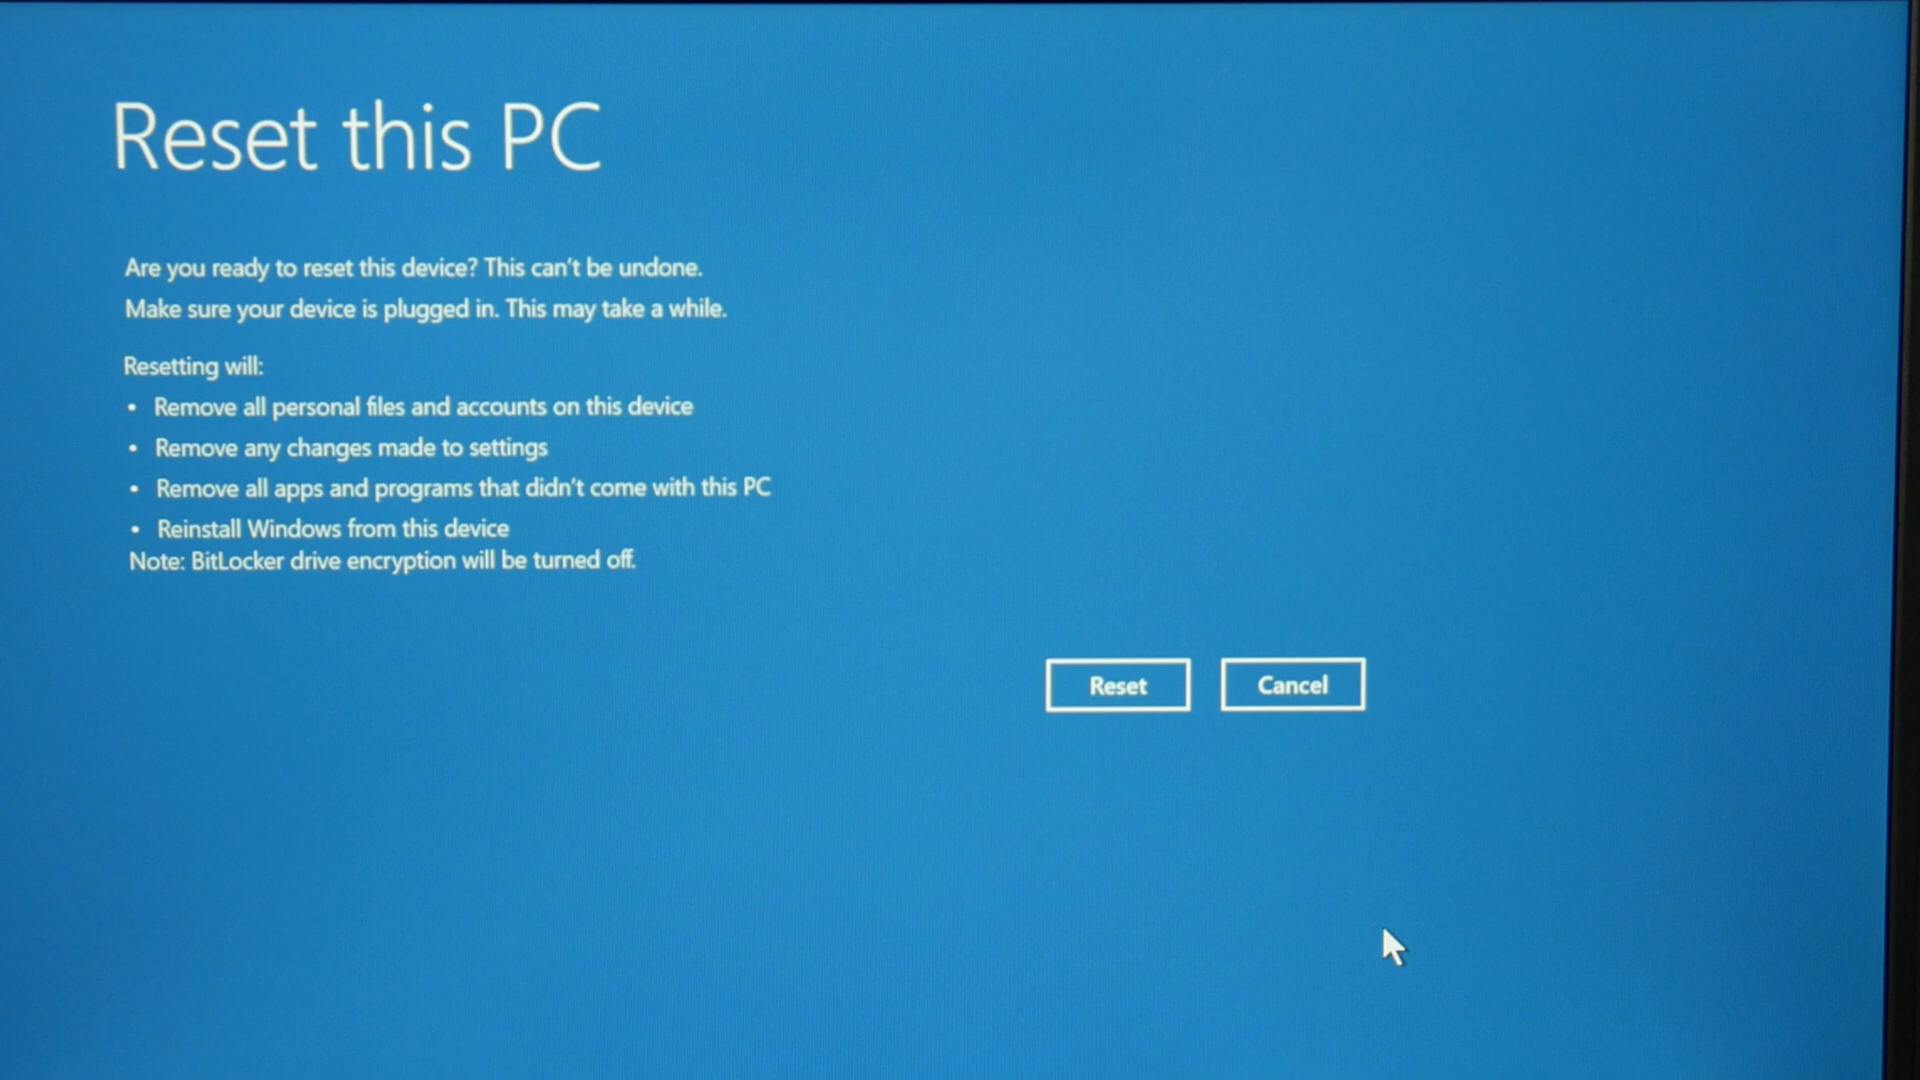 Reset this PC
Are you ready to reset this device? This can't be undone.
Make sure your device is plugged in. This may take a while.
Resetting will:
• Remove all personal files and accounts on this device
• Remove any changes made to settings
• Remove all apps and programs that didn't come with this PC
• Reinstall Windows from this device
Note: BitLocker drive encryption will be turned off.
Reset Cancel